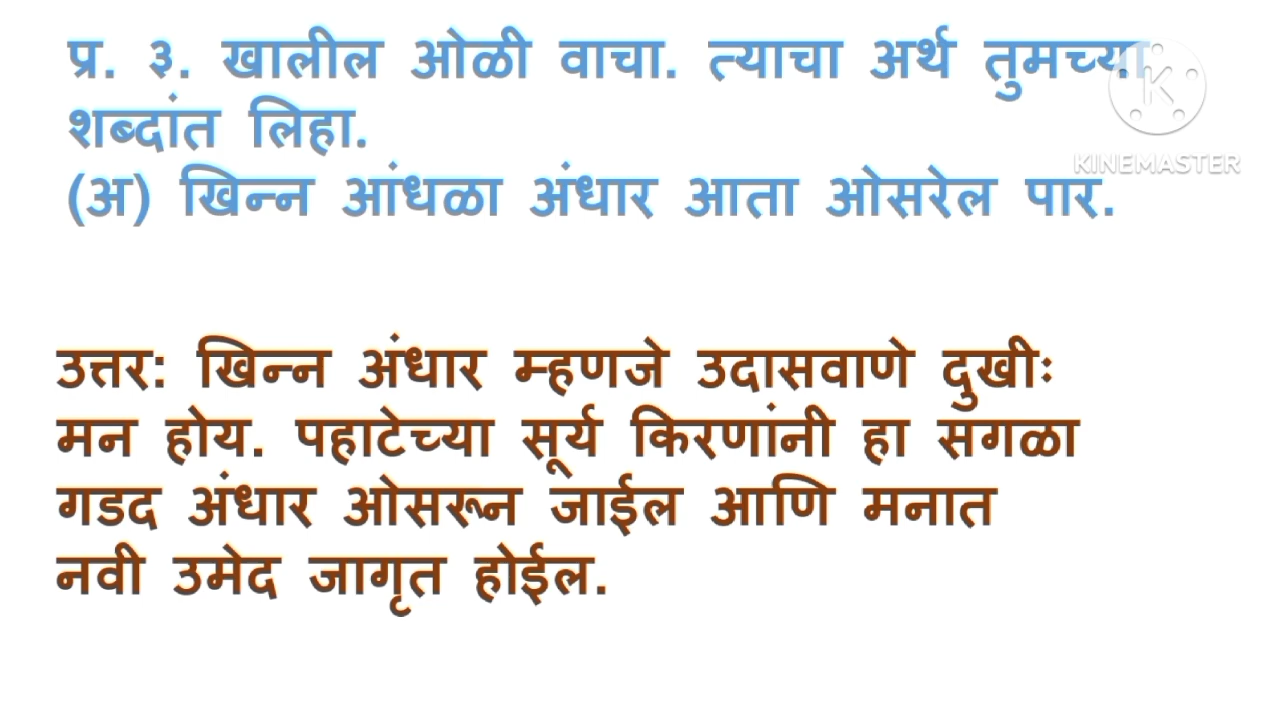 प्र. ३. खालील ओळी वाचा. त्याचा अर्थ तुमच्या
शब्दांत लिहा.
KINEMASTER
(अ) खिन्न आंधळा अंधार आता ओसरेल पार.
उत्तर: खिन्न अंधार म्हणजे उदासवाणे दुखीः
मन होय. पहाटेच्या सूर्य किरणांनी हा सगळा
गडद अंधार ओसरून जाईल आणि मनात
नवी उमेद जागृत होईल.